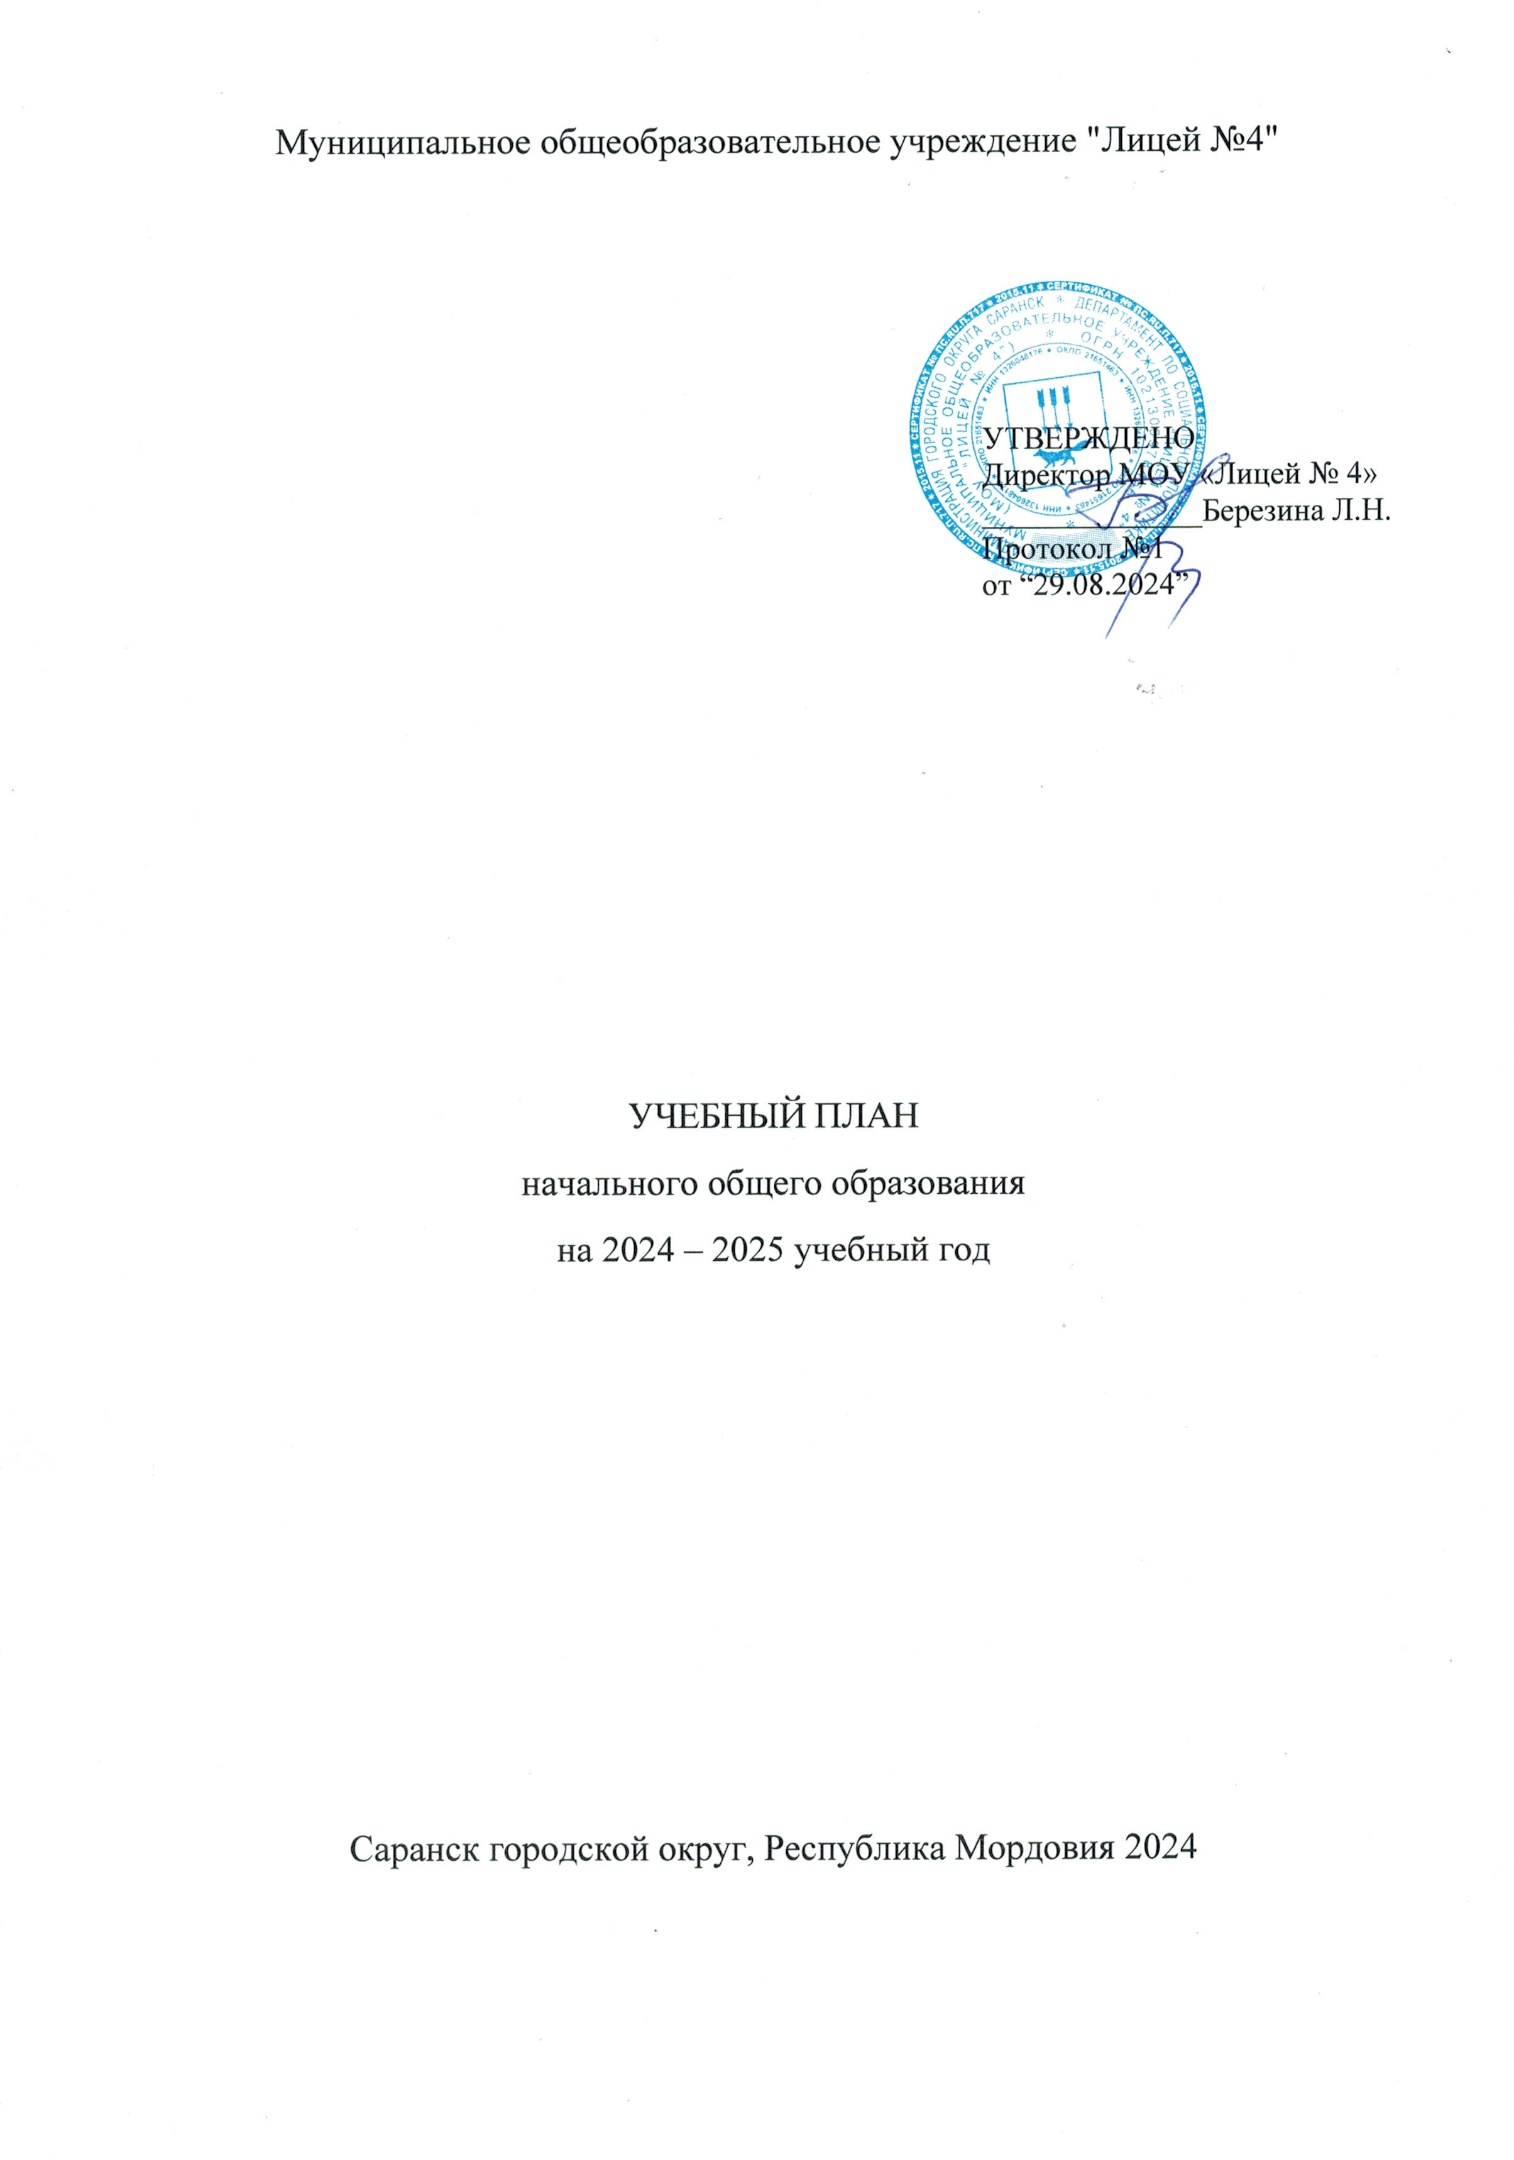 Муниципальное общеобразовательное учреждение "Лицей №4"
УТВЕРЖДЕНО
Директор МОУ «Лицей № 4»
______________Березина Л.Н.
Протокол №1
от “29.08.2024”
УЧЕБНЫЙ ПЛАН
начального общего образования
на 2024 – 2025 учебный год
Саранск городской округ, Республика Мордовия 2024